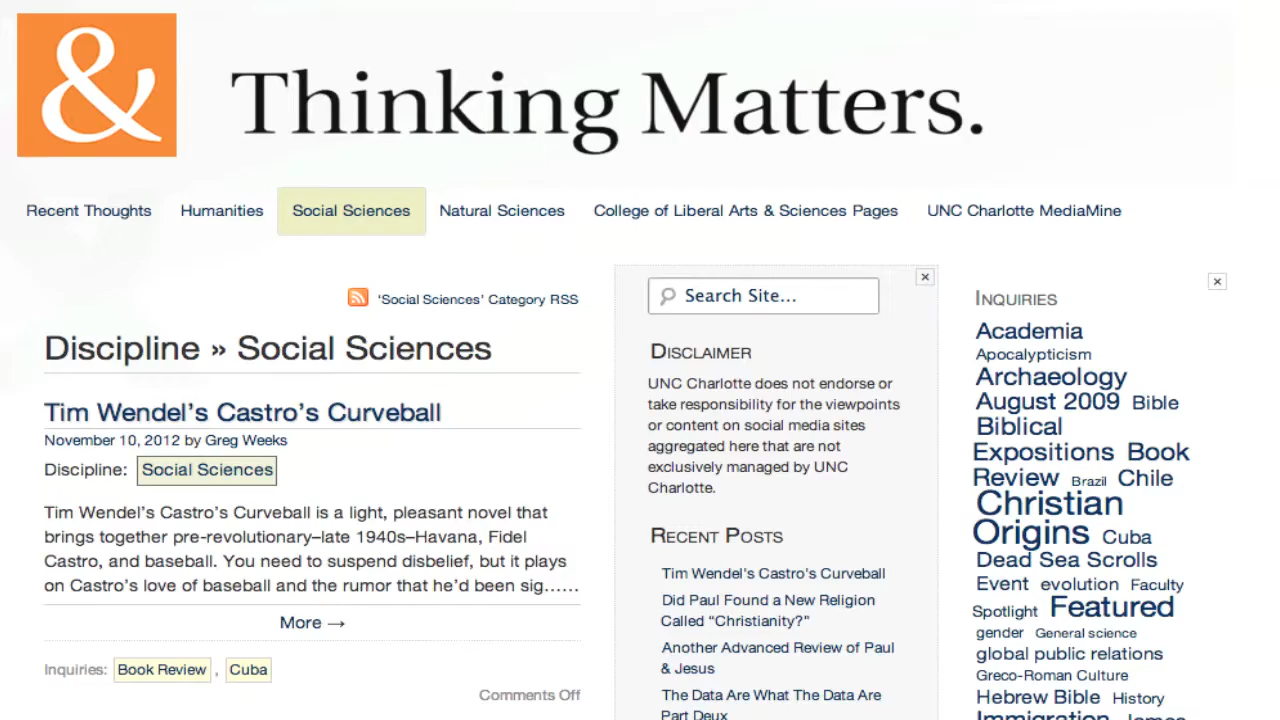 & Thinking Matters.
Recent Thoughts Humanities Social Sciences Natural Sciences College of Liberal Arts & Sciences Pages UNC Charlotte MediaMine
'Social Sciences' Category RSS
Discipline » Social Sciences
Tim Wendel's Castro's Curveball
November 10, 2012 by Greg Weeks
Discipline: Social Sciences
Tim Wendel's Castro's Curveball is a light, pleasant novel that
brings together pre-revolutionary–late 1940s–Havana, Fidel
Castro, and baseball. You need to suspend disbelief, but it plays
on Castro's love of baseball and the rumor that he'd been sig……
More →
Inquiries: Book Review , Cuba
Comments Off
Search Site...
Disclaimer
UNC Charlotte does not endorse or
take responsibility for the viewpoints
or content on social media sites
aggregated here that are not
exclusively managed by UNC
Charlotte.
Recent Posts
Tim Wendel's Castro's Curveball
Did Paul Found a New Religion
Called "Christianity?"
Another Advanced Review of Paul
& Jesus
The Data Are What The Data Are
Part Deux
Inquiries
Academia
Apocalypticism
Archaeology
August 2009 Bible
Biblical
Expositions Book
Review Brazil Chile
Christian
Origins Cuba
Dead Sea Scrolls
Event evolution Faculty
Spotlight Featured
gender General science
global public relations
Greco-Roman Culture
Hebrew Bible History
Immigration James